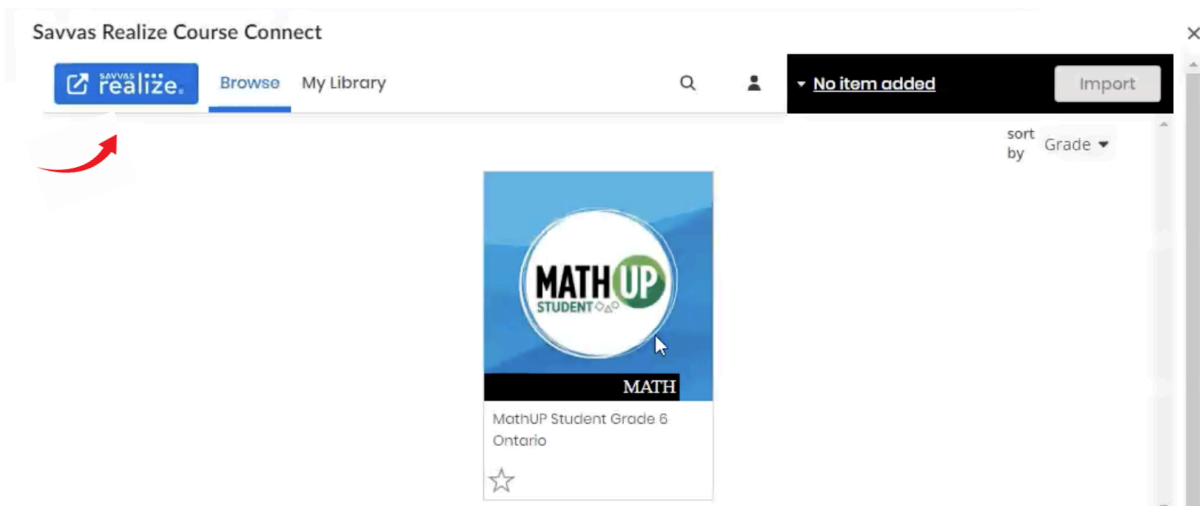 Savvas Realize Course Connect
savvas realize. Browse My Library No item added Import
sort by Grade
MATH UP
STUDENT
MATH
MathUP Student Grade 6
Ontario